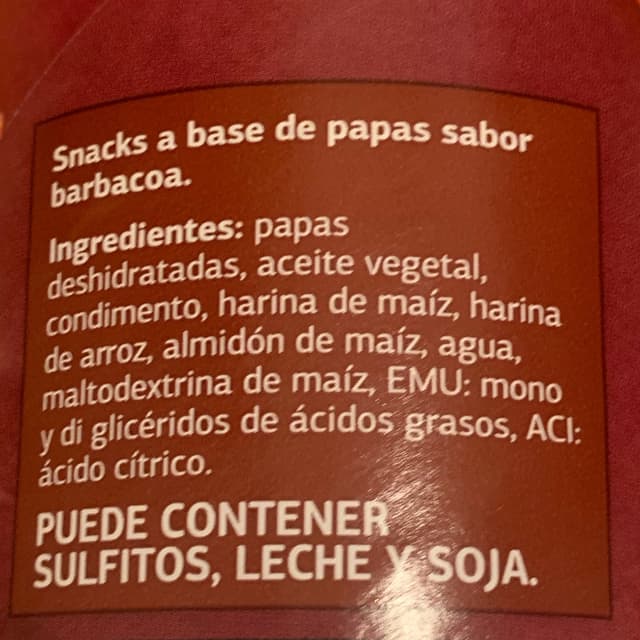 Snacks a base de papas sabor
barbacoa.
Ingredientes: papas
deshidratadas, aceite vegetal,
condimento, harina de maíz, harina
de arroz, almidón de maíz, agua,
maltodextrina de maíz, EMU: mono
y di glicéridos de ácidos grasos, ACI:
ácido cítrico.
PUEDE CONTENER
SULFITOS, LECHE Y SOJA.